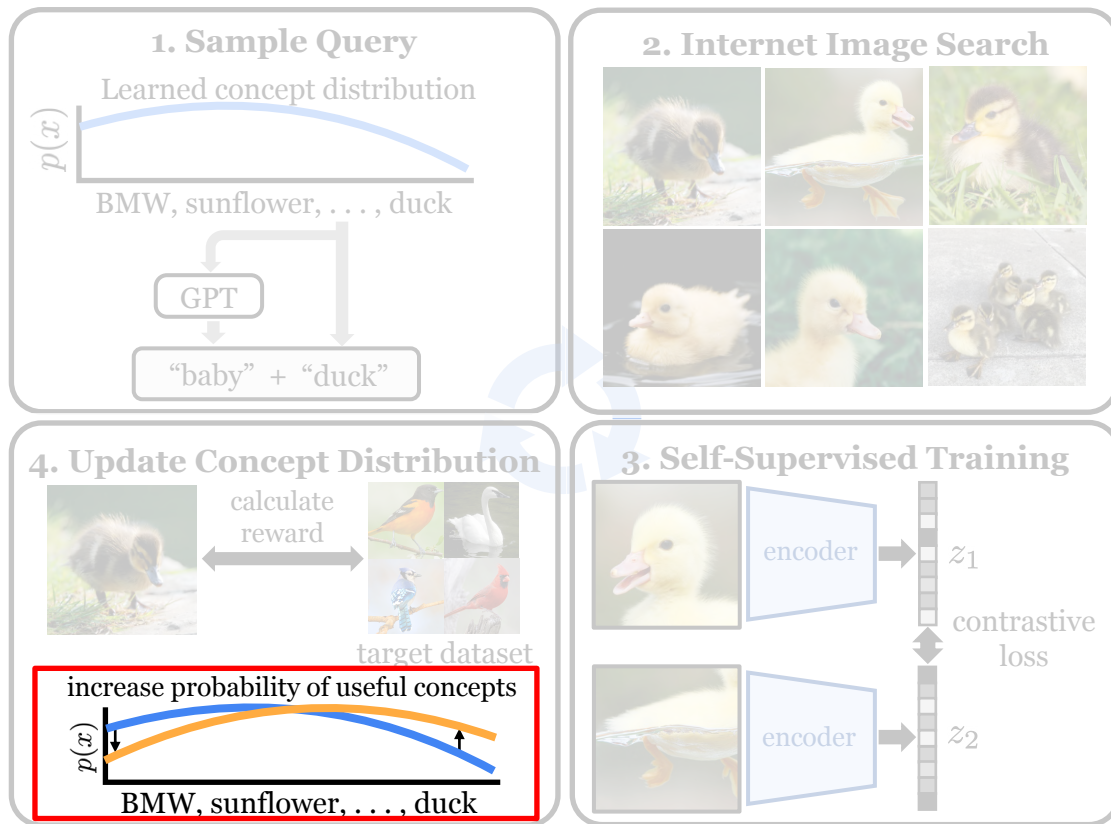 1. Sample Query
Learned concept distribution
p(x)
BMW, sunflower, . . . , duck
GPT
“baby” + “duck”
2. Internet Image Search
4. Update Concept Distribution
calculate
reward
target dataset
increase probability of useful concepts
p(x)
BMW, sunflower, . . . , duck
3. Self-Supervised Training
encoder
z1
contrastive
loss
encoder
z2